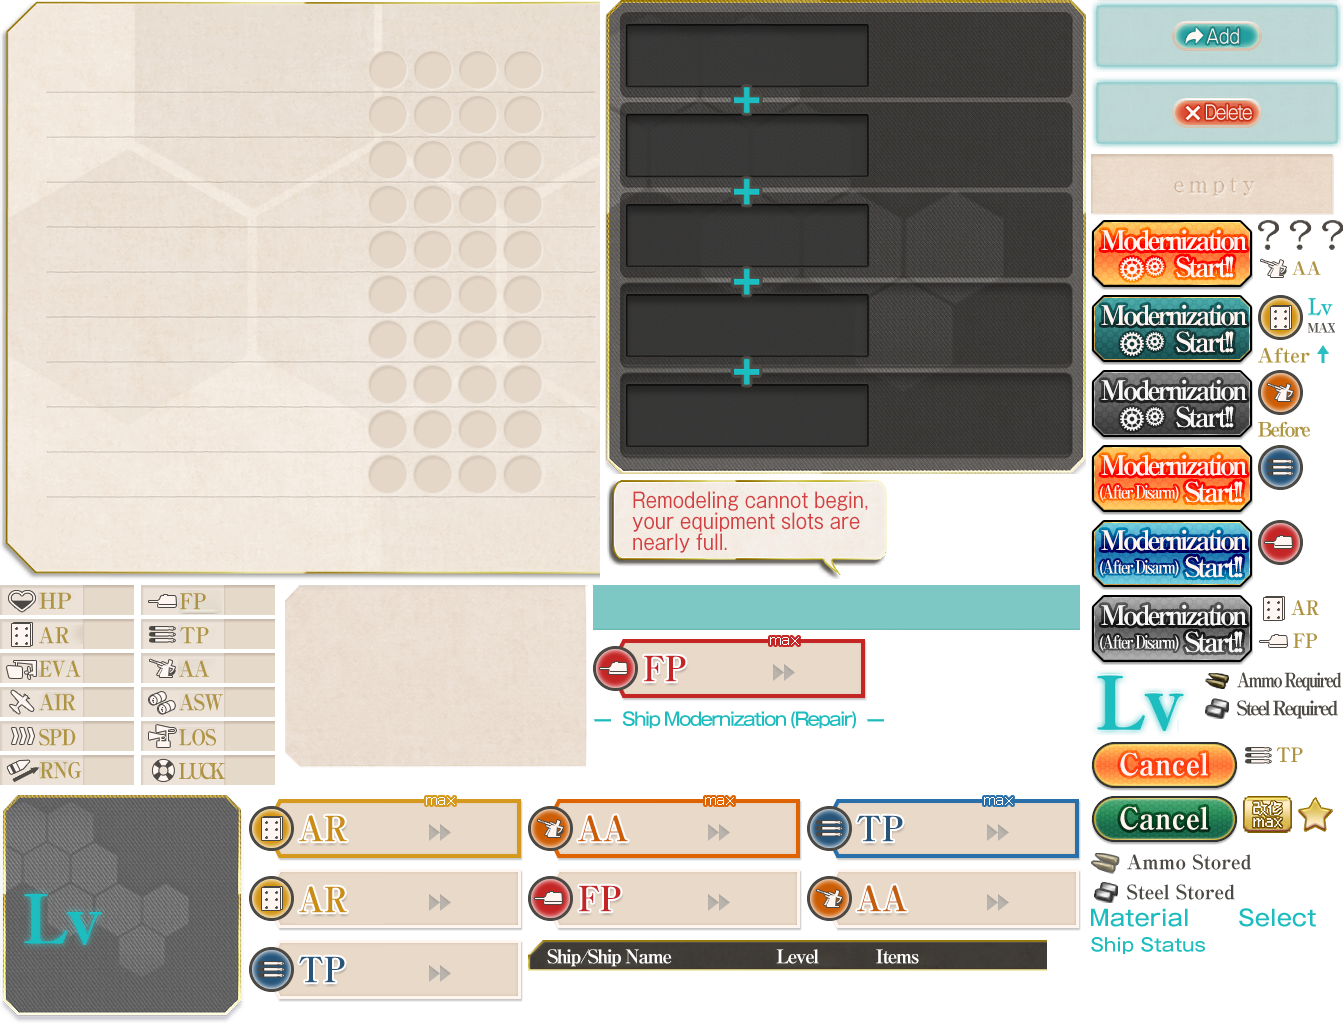 Add
Delete
empty
Modernization
Start!!
? ? ?
AA
Modernization
Start!!
Lv
MAX
After
Modernization
Start!!
Before
Modernization
(After Disarm) Start!!
Modernization
(After Disarm) Start!!
Modernization
(After Disarm) Start!!
AR
FP
Remodeling cannot begin,
your equipment slots are
nearly full.
HP
FP
AR
TP
EVA
AA
AIR
ASW
SPD
LOS
RNG
LUCK
max
FP
— Ship Modernization (Repair) —
Lv
Ammo Required
Steel Required
Cancel
TP
Cancel
改修
max
Ammo Stored
Steel Stored
Material
Select
Ship Status
Lv
max
AR
max
AA
max
TP
AR
FP
AA
TP
Ship/Ship Name Level Items